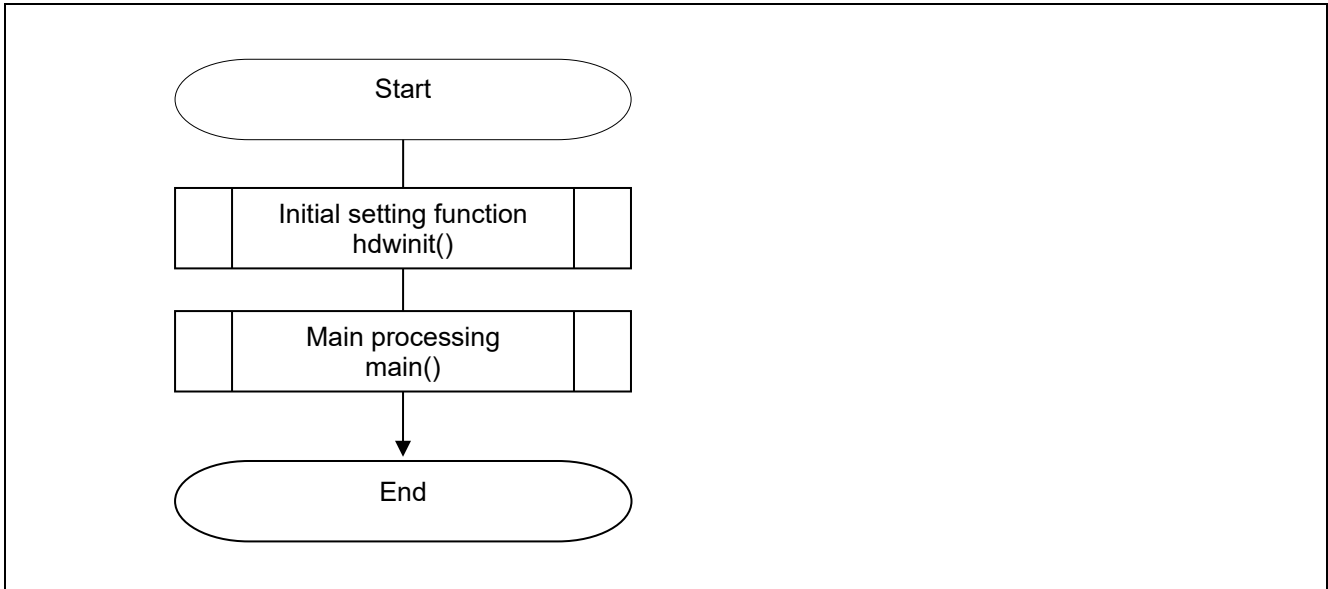 Start
Initial setting function
hdwinit()
Main processing
main()
End